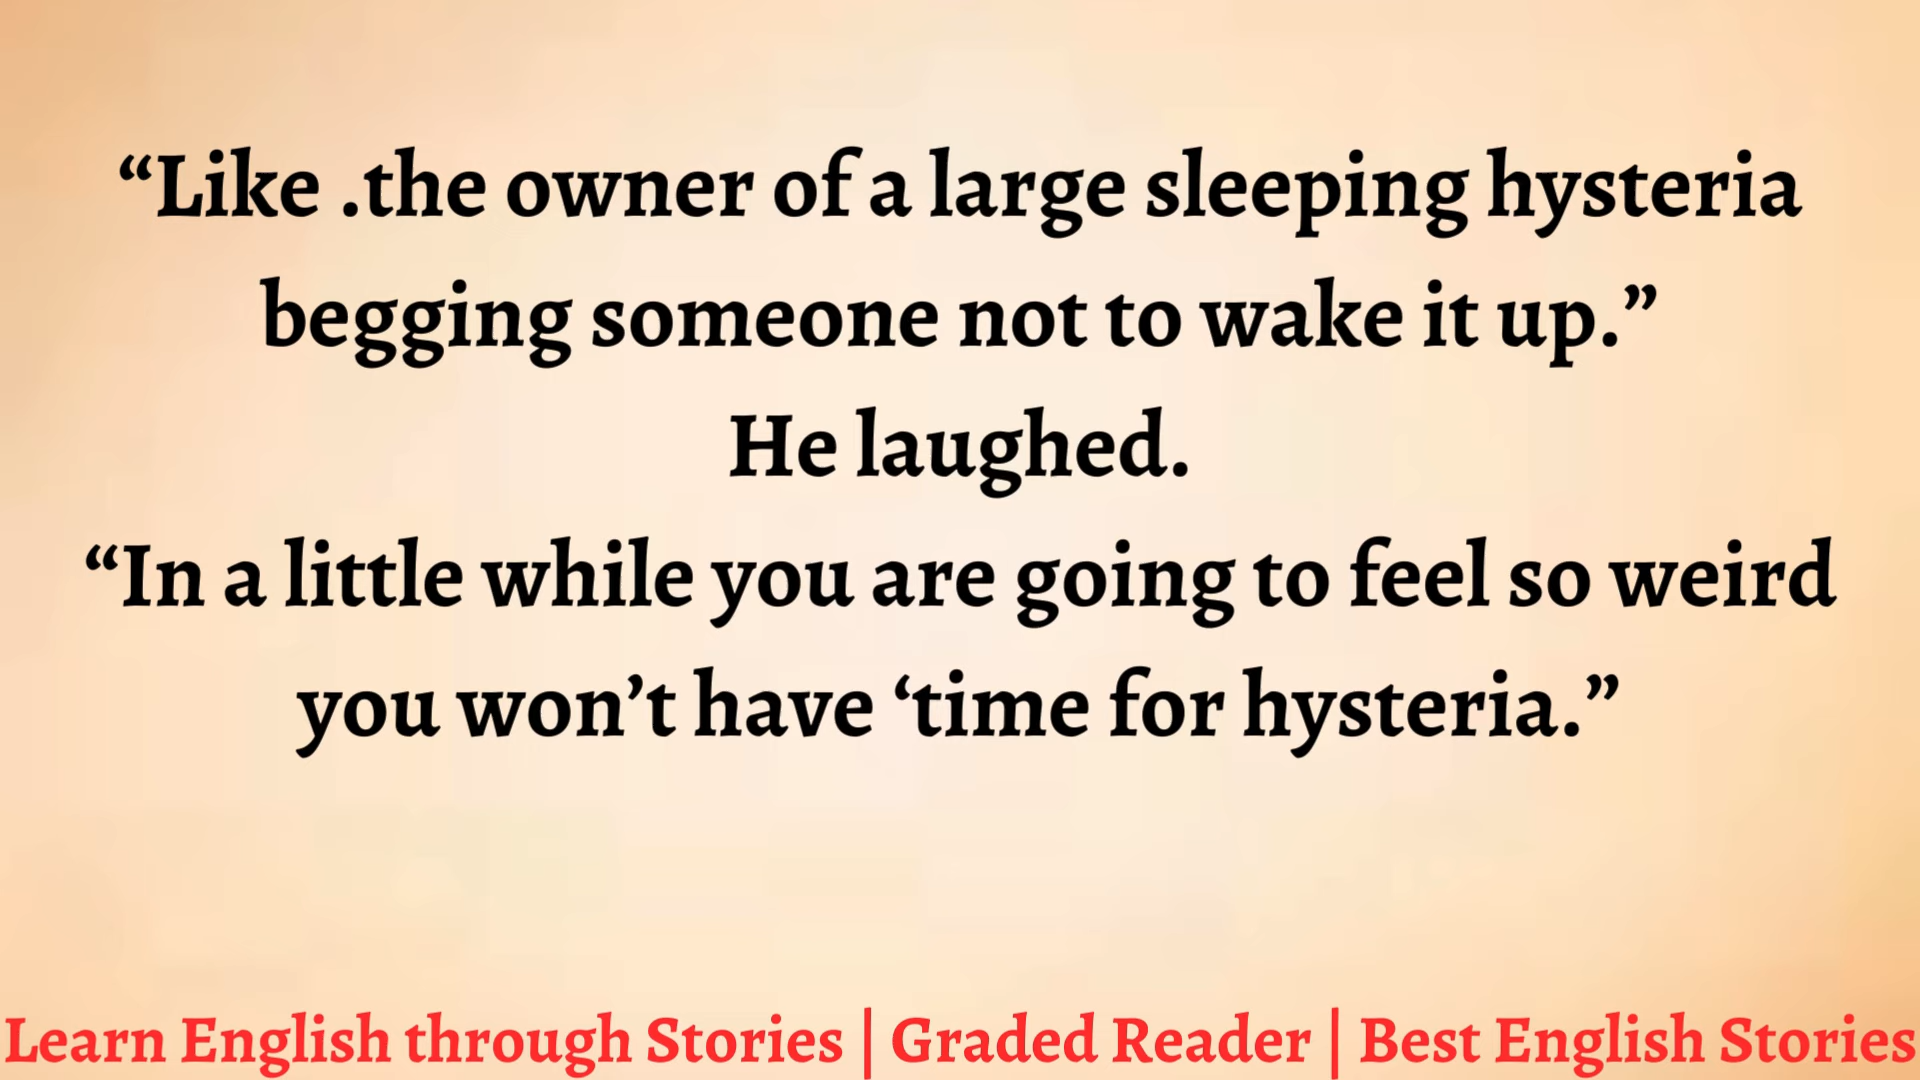 “Like .the owner of a large sleeping hysteria
begging someone not to wake it up.”
He laughed.
“In a little while you are going to feel so weird
you won’t have ‘time for hysteria.”
Learn English through Stories | Graded Reader | Best English Stories